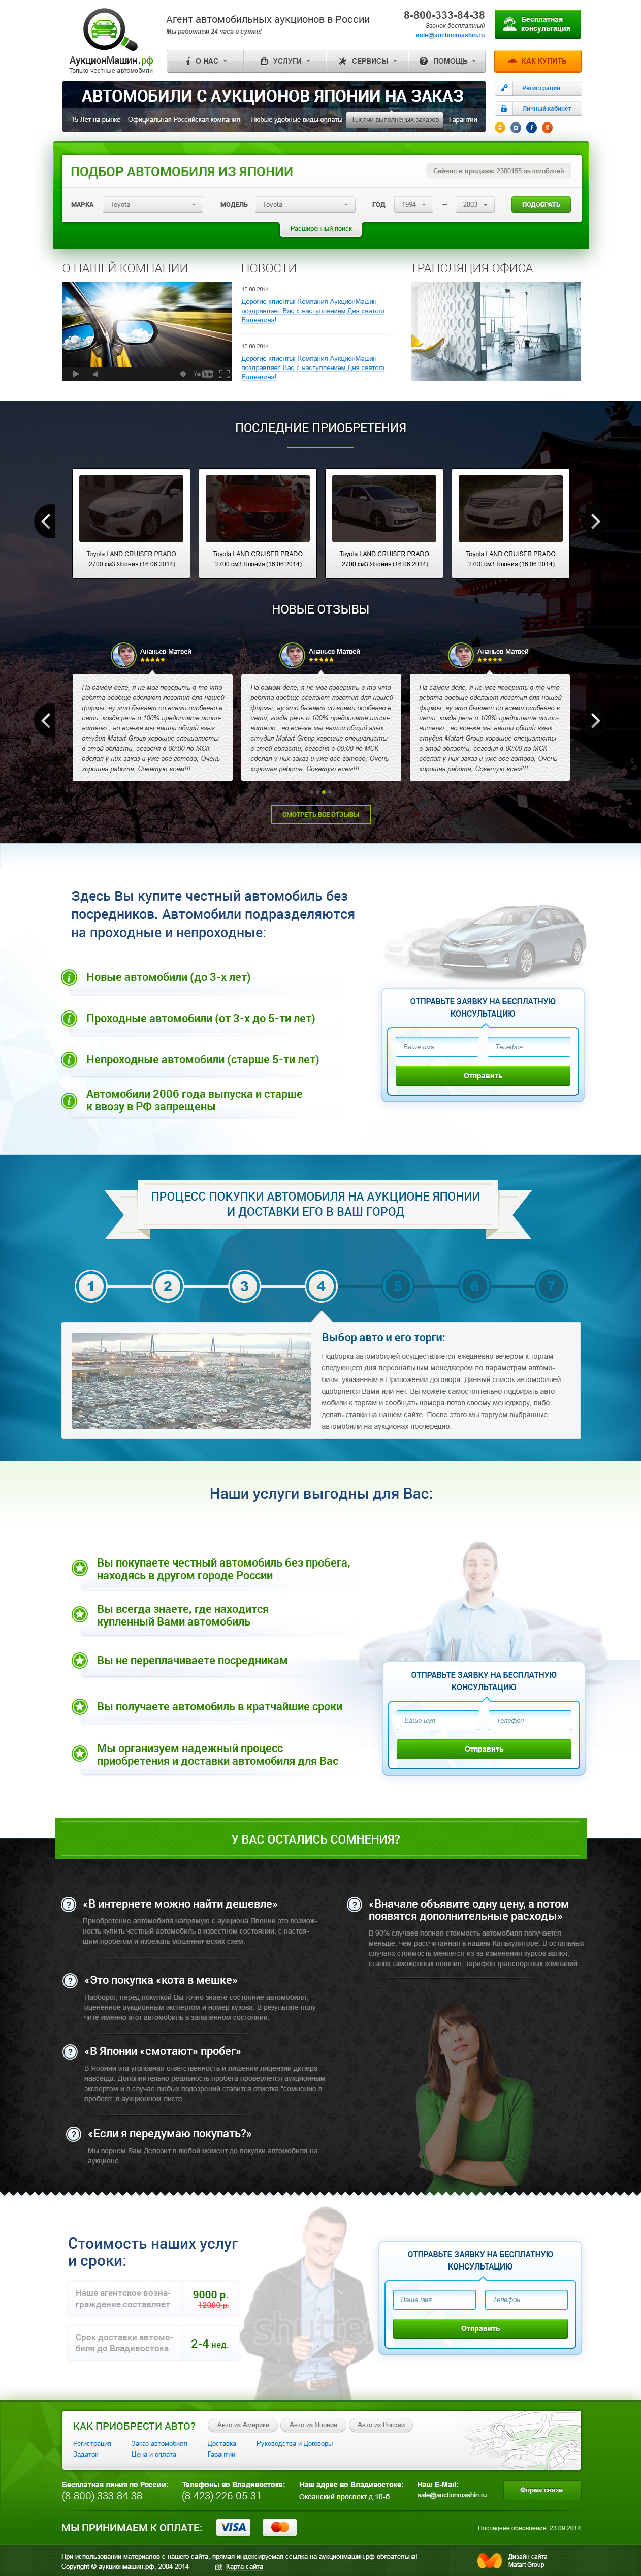 АукционМашин.рф
Только честные автомобили
Агент автомобильных аукционов в России
Мы работаем 24 часа в сутки!
8-800-333-84-38
Звонок бесплатный
sale@auctionmashin.ru
Бесплатная
консультация
О НАС
УСЛУГИ
СЕРВИСЫ
ПОМОЩЬ
КАК КУПИТЬ
АВТОМОБИЛИ С АУКЦИОНОВ ЯПОНИИ НА ЗАКАЗ
15 Лет на рынке
Официальная Российская компания
Любые удобные виды оплаты
Тысячи выполненых заказов
Гарантии
Регистрация
Личный кабинет
ПОДБОР АВТОМОБИЛЯ ИЗ ЯПОНИИ
Сейчас в продаже: 2300155 автомобилей
МАРКА
Toyota
МОДЕЛЬ
Toyota
ГОД
1994
–
2003
ПОДОБРАТЬ
Расширенный поиск
О НАШЕЙ КОМПАНИИ
НОВОСТИ
ТРАНСЛЯЦИЯ ОФИСА
15.08.2014
Дорогие клиенты! Компания АукционМашин
поздравляет Вас с наступлением Дня святого
Валентина!
15.08.2014
Дорогие клиенты! Компания АукционМашин
поздравляет Вас с наступлением Дня святого
Валентина!
YouTube
ПОСЛЕДНИЕ ПРИОБРЕТЕНИЯ
Toyota LAND CRUISER PRADO
2700 см3 Япония (16.06.2014)
Toyota LAND CRUISER PRADO
2700 см3 Япония (16.06.2014)
Toyota LAND CRUISER PRADO
2700 см3 Япония (16.06.2014)
Toyota LAND CRUISER PRADO
2700 см3 Япония (16.06.2014)
НОВЫЕ ОТЗЫВЫ
Ананьев Матвей
На самом деле, я не мог поверить в то что
ребята вообще сделают логотип для нашей
фирмы, ну это бывает со всеми особенно в
сети, когда речь о 100% предоплате испол-
нителю., но все-же мы нашли общий язык:
студия Matart Group хорошие специалисты
в этой области, сегодня в 00:00 по МСК
сделал у них заказ и уже все готово, Очень
хорошая работа, Советую всем!!!
Ананьев Матвей
На самом деле, я не мог поверить в то что
ребята вообще сделают логотип для нашей
фирмы, ну это бывает со всеми особенно в
сети, когда речь о 100% предоплате испол-
нителю., но все-же мы нашли общий язык:
студия Matart Group хорошие специалисты
в этой области, сегодня в 00:00 по МСК
сделал у них заказ и уже все готово, Очень
хорошая работа, Советую всем!!!
Ананьев Матвей
На самом деле, я не мог поверить в то что
ребята вообще сделают логотип для нашей
фирмы, ну это бывает со всеми особенно в
сети, когда речь о 100% предоплате испол-
нителю., но все-же мы нашли общий язык:
студия Matart Group хорошие специалисты
в этой области, сегодня в 00:00 по МСК
сделал у них заказ и уже все готово, Очень
хорошая работа, Советую всем!!!
СМОТРЕТЬ ВСЕ ОТЗЫВЫ
Здесь Вы купите честный автомобиль без
посредников. Автомобили подразделяются
на проходные и непроходные:
Новые автомобили (до 3-х лет)
Проходные автомобили (от 3-х до 5-ти лет)
Непроходные автомобили (старше 5-ти лет)
Автомобили 2006 года выпуска и старше
к ввозу в РФ запрещены
ОТПРАВЬТЕ ЗАЯВКУ НА БЕСПЛАТНУЮ
КОНСУЛЬТАЦИЮ
Ваше имя
Телефон
Отправить
ПРОЦЕСС ПОКУПКИ АВТОМОБИЛЯ НА АУКЦИОНЕ ЯПОНИИ
И ДОСТАВКИ ЕГО В ВАШ ГОРОД
1 2 3 4 5 6 7
Выбор авто и его торги:
Подборка автомобилей осуществляется ежедневно вечером к торгам
следующего дня персональным менеджером по параметрам автомо-
биля, указанным в Приложении договора. Данный список автомобилей
одобряется Вами или нет. Вы можете самостоятельно подбирать авто-
мобили к торгам и сообщать номера лотов своему менеджеру, либо
делать ставки на нашем сайте. После этого мы торгуем выбранные
автомобили на аукционах поочередно.
Наши услуги выгодны для Вас:
Вы покупаете честный автомобиль без пробега,
находясь в другом городе России
Вы всегда знаете, где находится
купленный Вами автомобиль
Вы не переплачиваете посредникам
Вы получаете автомобиль в кратчайшие сроки
Мы организуем надежный процесс
приобретения и доставки автомобиля для Вас
ОТПРАВЬТЕ ЗАЯВКУ НА БЕСПЛАТНУЮ
КОНСУЛЬТАЦИЮ
Ваше имя
Телефон
Отправить
У ВАС ОСТАЛИСЬ СОМНЕНИЯ?
«В интернете можно найти дешевле»
Приобретение автомобиля напрямую с аукциона Японии это возмож-
ность купить честный автомобиль в известном состоянии, с настоя-
щим пробегом и избежать мошеннических схем.
«Это покупка «кота в мешке»
Наоборот, перед покупкой Вы точно знаете состояние автомобиля,
оцененное аукционным экспертом и номер кузова. В результате полу-
чите именно этот автомобиль в заявленном состоянии.
«В Японии «смотают» пробег»
В Японии эта уголовная ответственность и лишение лицензии дилера
навсегда. Дополнительно реальность пробега проверяется аукционным
экспертом и в случае любых подозрений ставится отметка "сомнение в
пробеге" в аукционном листе.
«Если я передумаю покупать?»
Мы вернем Вам Депозит в любой момент до покупки автомобиля на
аукционе.
«Вначале объявите одну цену, а потом
появятся дополнительные расходы»
В 90% случаев полная стоимость автомобиля получается
меньше, чем рассчитанная в нашем Калькуляторе. В остальных
случаях стоимость меняется из-за изменения курсов валют,
ставок таможенных пошлин, тарифов транспортных компаний.
Стоимость наших услуг
и сроки:
Наше агентское возна-
граждение составляет
9000 р.
12000 р.
Срок доставки автомо-
биля до Владивостока
2-4 нед.
shutter
ОТПРАВЬТЕ ЗАЯВКУ НА БЕСПЛАТНУЮ
КОНСУЛЬТАЦИЮ
Ваше имя
Телефон
Отправить
КАК ПРИОБРЕСТИ АВТО?
Авто из Америки
Авто из Японии
Авто из России
Регистрация
Заказ автомобиля
Доставка
Руководства и Договоры
Задаток
Цена и оплата
Гарантии
Бесплатная линия по России:
(8-800) 333-84-38
Телефоны во Владивостоке:
(8-423) 226-05-31
Наш адрес во Владивостоке:
Океанский проспект д.10-б
Наш E-Mail:
sale@auctionmashin.ru
Форма связи
МЫ ПРИНИМАЕМ К ОПЛАТЕ:
VISA
MasterCard
Последнее обновление: 23.09.2014
При использовании материалов с нашего сайта, прямая индексируемая ссылка на аукционмашин.рф обязательна!
Copyright © аукционмашин.рф, 2004-2014
Карта сайта
Дизайн сайта —
Matart Group